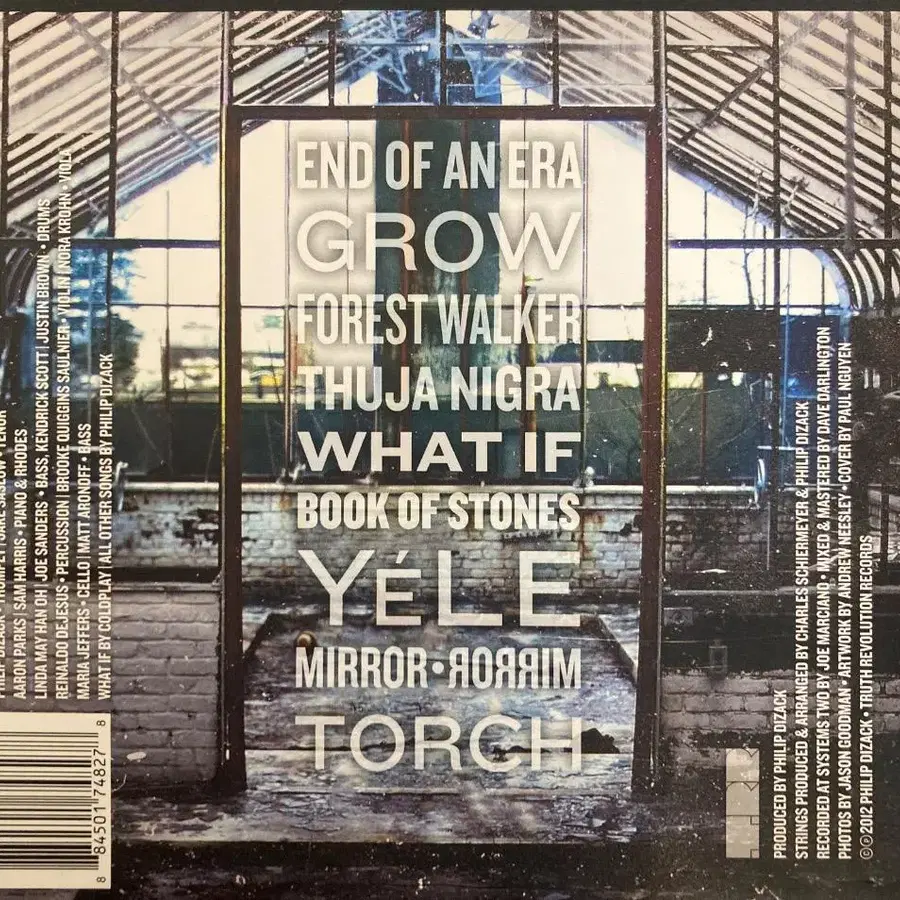 END OF AN ERA
GROW
FOREST WALKER
THUJA NIGRA
WHAT IF
BOOK OF STONES
YéLE
MIRROR • ЯOЯЯIM
TORCH
AARON PARKS SAM HARRIS • PIANO & RHODES
LINDA MAY HAN OH | JOE SANDERS • BASS, KENDRICK SCOTT | JUSTIN BROWN • DRUMS
REINALDO DEJESUS • PERCUSSION | BROOKE QUIGGINS SAULNIER • VIOLIN | NORA KROHN • VIOLA
MARIA JEFFERS • CELLO | MATT ARONOFF • BASS
WHAT IF BY COLDPLAY | ALL OTHER SONGS BY PHILIP DIZACK
8 84501 74827 8
PRODUCED BY PHILIP DIZACK
STRINGS PRODUCED & ARRANGED BY CHARLES SCHIERMEYER & PHILIP DIZACK
RECORDED AT SYSTEMS TWO BY JOE MARCIANO • MIXED & MASTERED BY DAVE DARLINGTON
PHOTOS BY JASON GOODMAN • ARTWORK BY ANDREW NEESLEY • COVER BY PAUL NGUYEN
℗©2012 PHILIP DIZACK • TRUTH REVOLUTION RECORDS